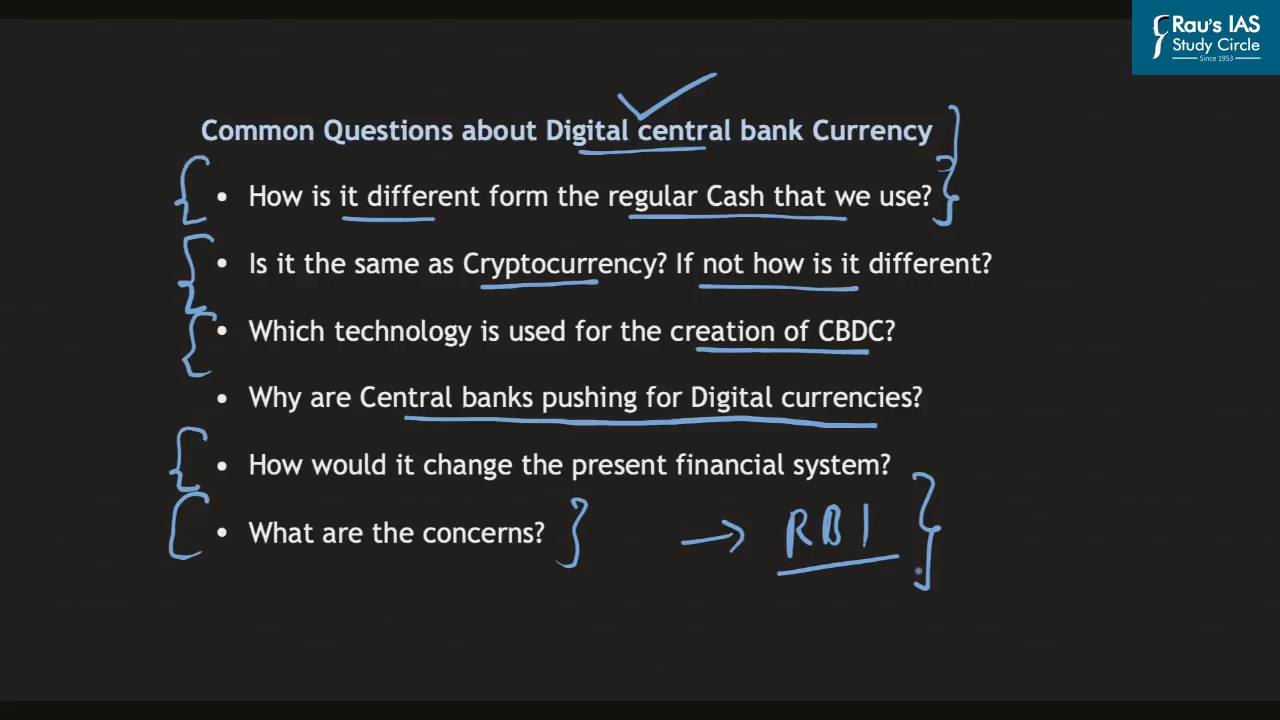 Rau's IAS
Study Circle
Since 1953
Common Questions about Digital central bank Currency
• How is it different form the regular Cash that we use?
• Is it the same as Cryptocurrency? If not how is it different?
• Which technology is used for the creation of CBDC?
• Why are Central banks pushing for Digital currencies?
• How would it change the present financial system?
• What are the concerns? → RBI